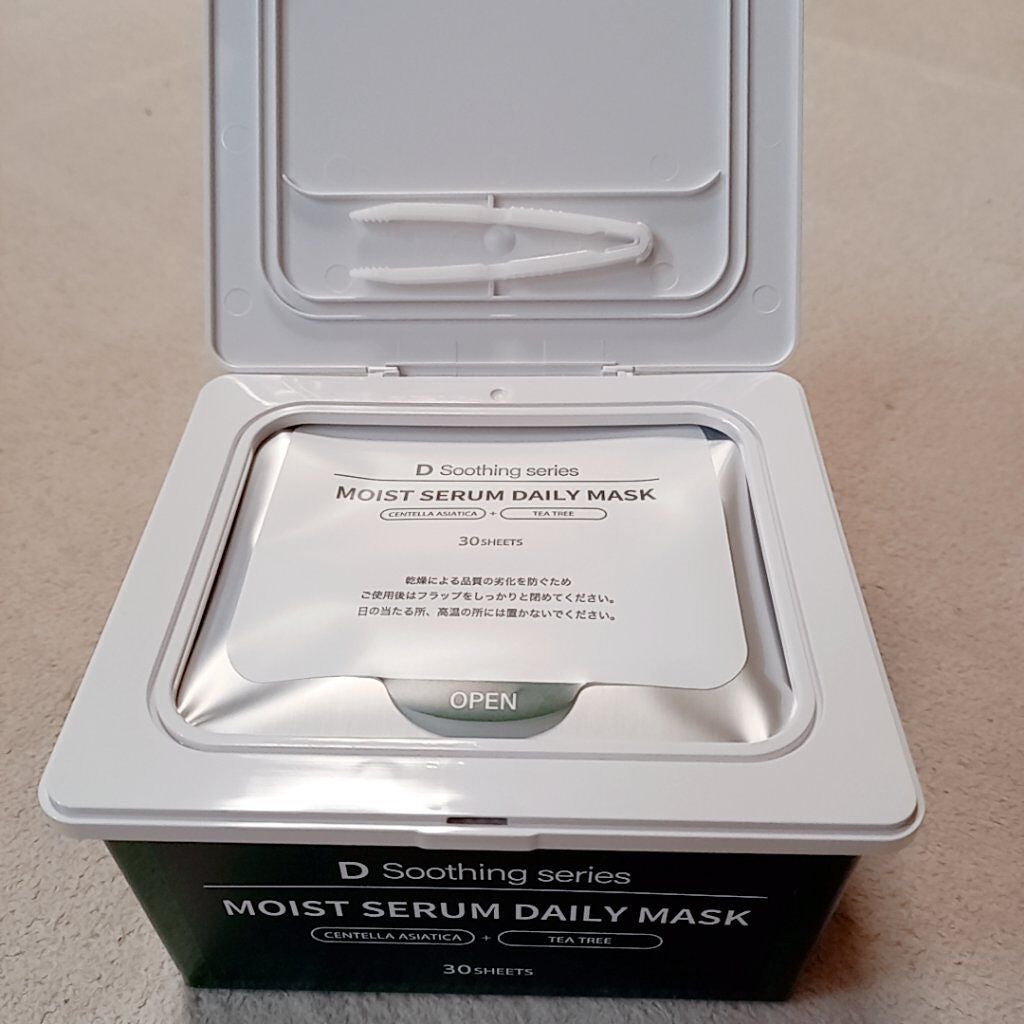 D Soothing series
MOIST SERUM DAILY MASK
CENTELLA ASIATICA + TEA TREE
30 SHEETS
乾燥による品質の劣化を防ぐため
ご使用後はフラップをしっかりと閉めてください。
日の当たる所、高温の所には置かないでください。
OPEN
D Soothing series
MOIST SERUM DAILY MASK
CENTELLA ASIATICA + TEA TREE
30 SHEETS